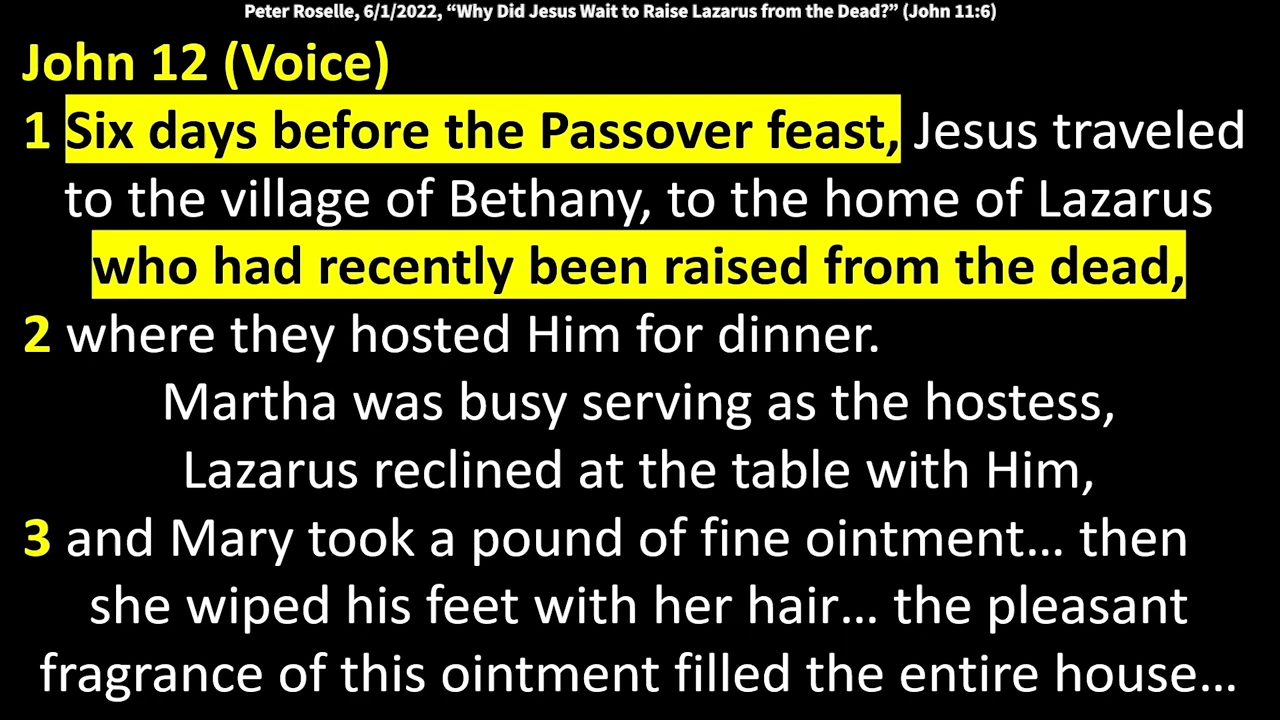 Peter Roselle, 6/1/2022, “Why Did Jesus Wait to Raise Lazarus from the Dead?” (John 11:6)
John 12 (Voice)
1 Six days before the Passover feast, Jesus traveled
to the village of Bethany, to the home of Lazarus
who had recently been raised from the dead,
2 where they hosted Him for dinner.
Martha was busy serving as the hostess,
Lazarus reclined at the table with Him,
3 and Mary took a pound of fine ointment… then
she wiped his feet with her hair… the pleasant
fragrance of this ointment filled the entire house…